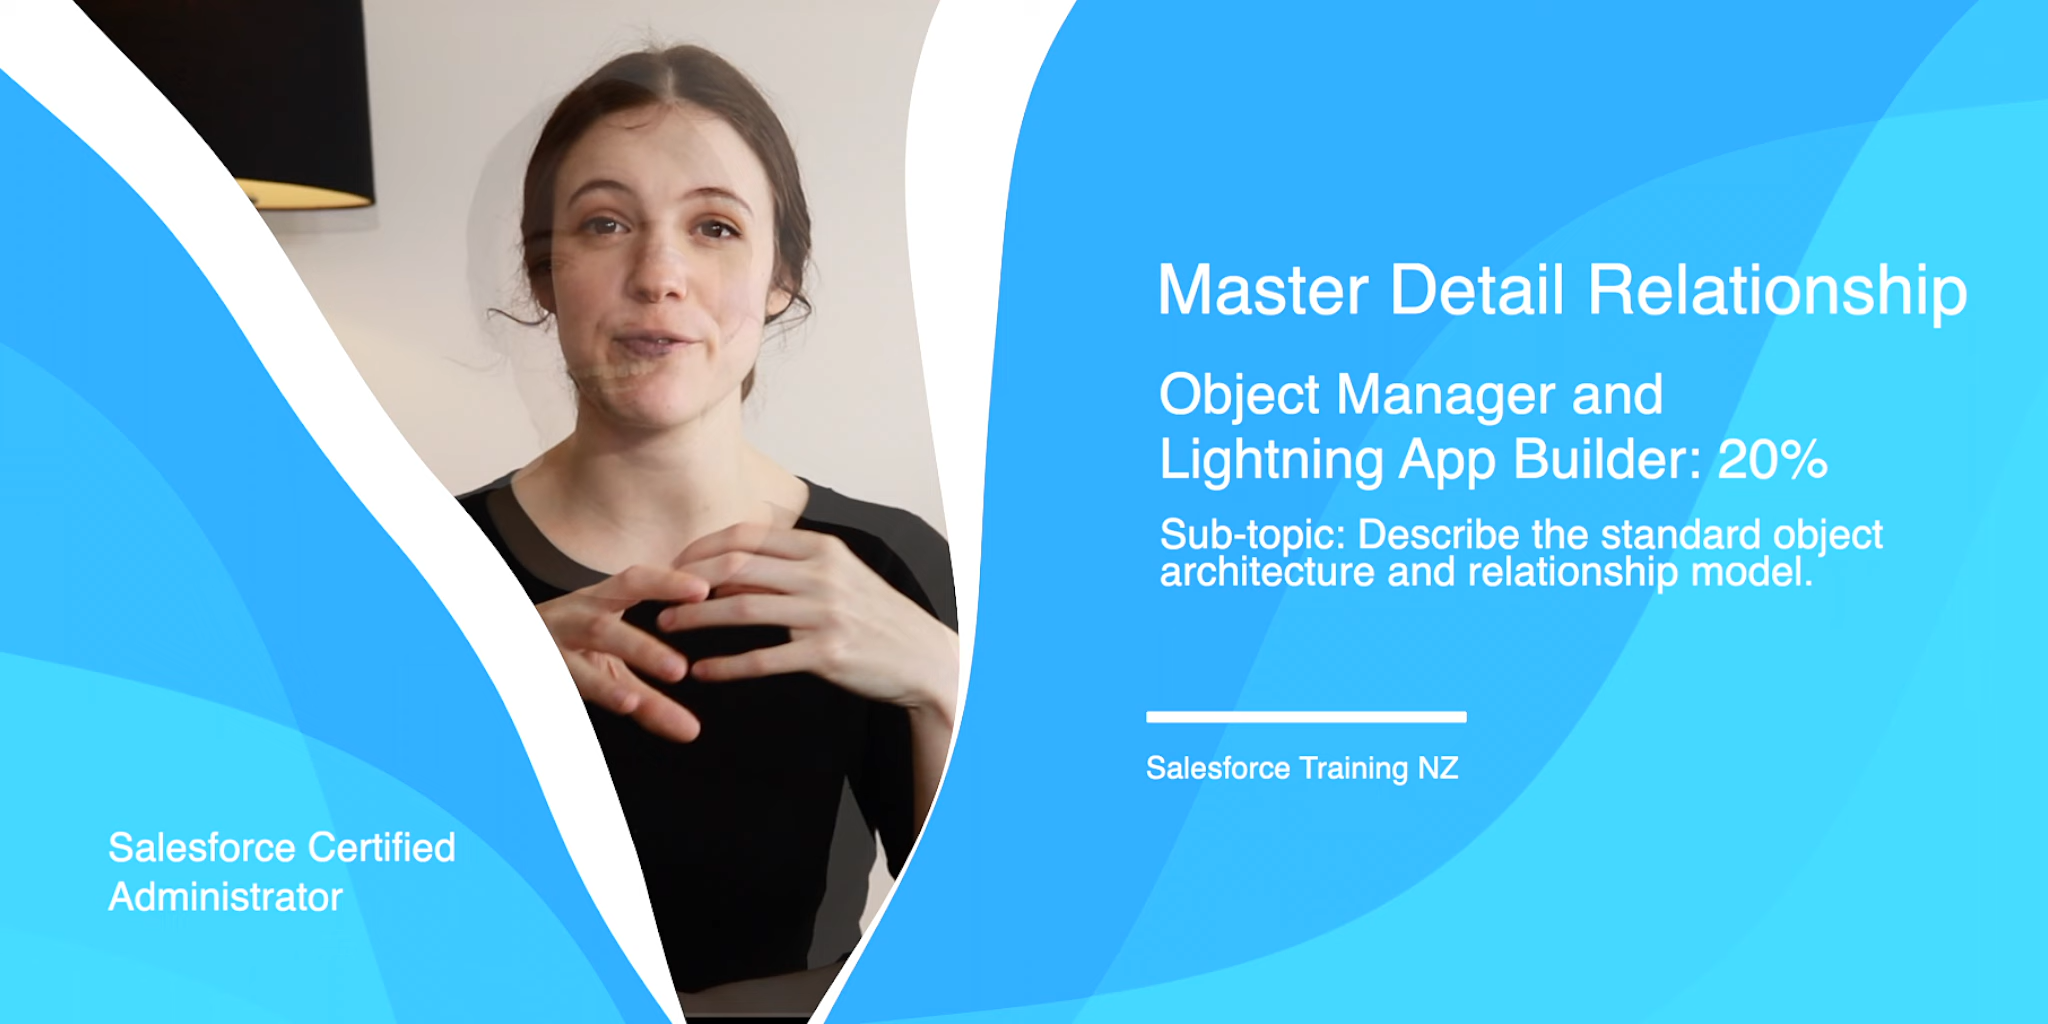 Master Detail Relationship
Object Manager and
Lightning App Builder: 20%
Sub-topic: Describe the standard object
architecture and relationship model.
Salesforce Training NZ
Salesforce Certified
Administrator